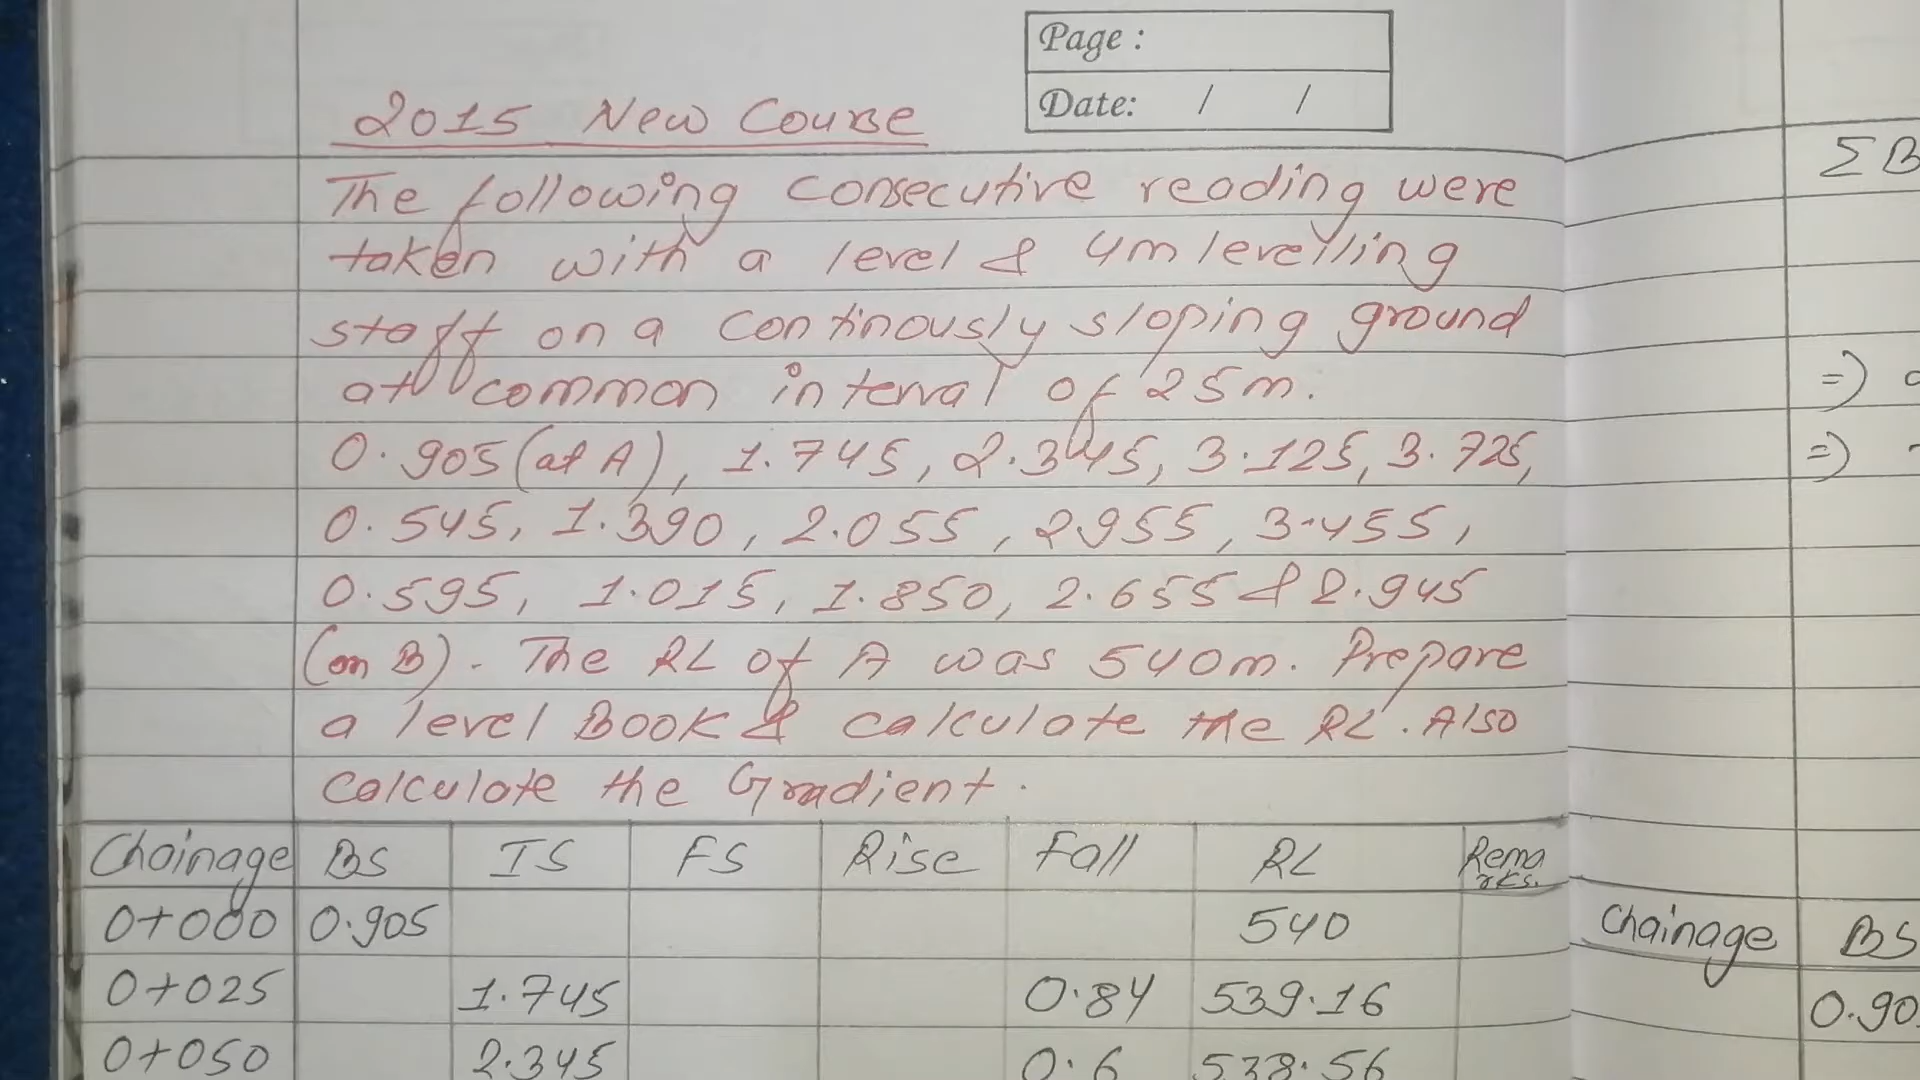 Page :
Date: / /
2015 New Course
The following consecutive reading were
taken with a level & 4m levelling
staff on a continously sloping ground
at common interval of 25m.
0.905 (at A), 1.745, 2.345, 3.125, 3.725,
0.545, 1.390, 2.055, 2.955, 3.455,
0.595, 1.015, 1.850, 2.655 & 2.945
(on B). The RL of A was 540m. Prepare
a level Book & calculate the RL. Also
calculate the Gradient.
Chainage BS IS FS Rise Fall RL Remarks.
0+000 0.905 540
0+025 1.745 0.84 539.16
0+050 2.345 0.6 538.56
ΣB
=)
=)
Chainage BS
0.90